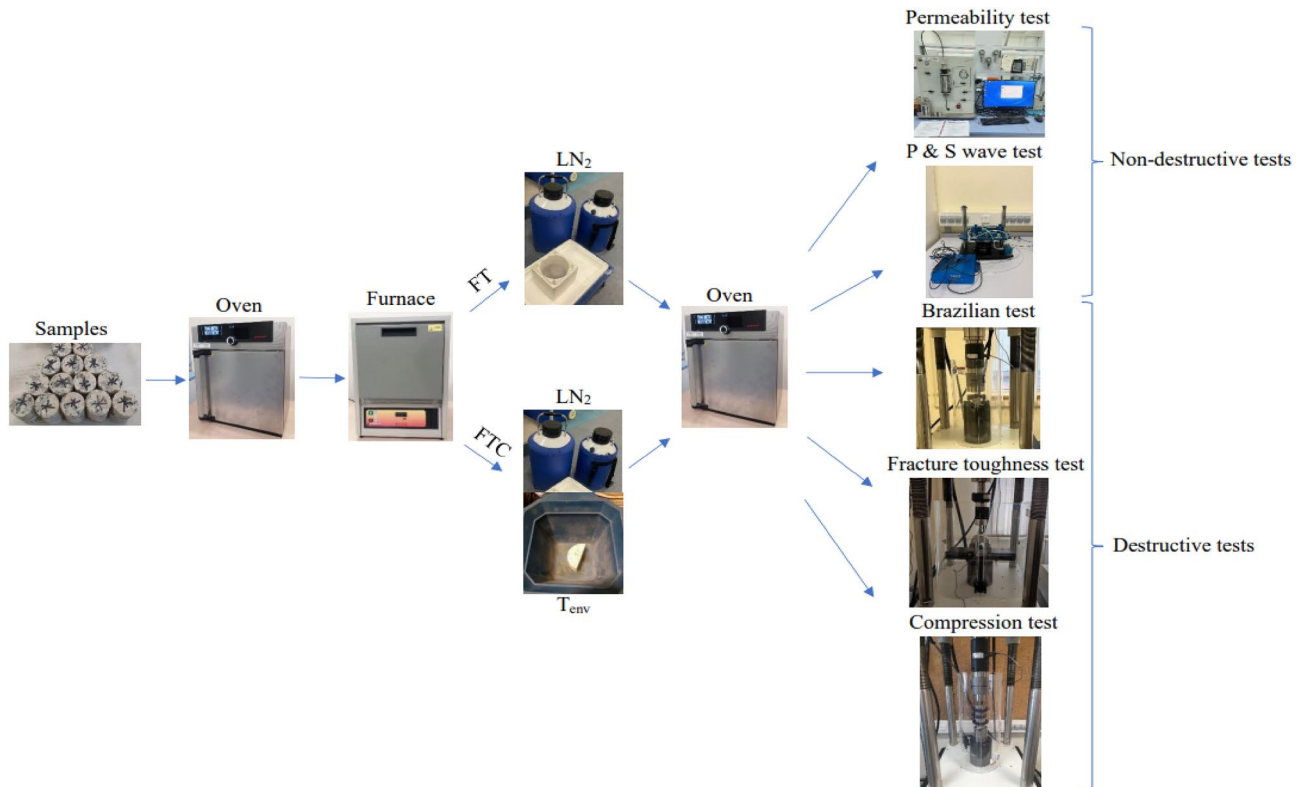 Permeability test
P & S wave test
Non-destructive tests
LN₂
FT
Oven
Furnace
Samples
Oven
Brazilian test
LN₂
FTC
Tenv
Fracture toughness test
Destructive tests
Compression test